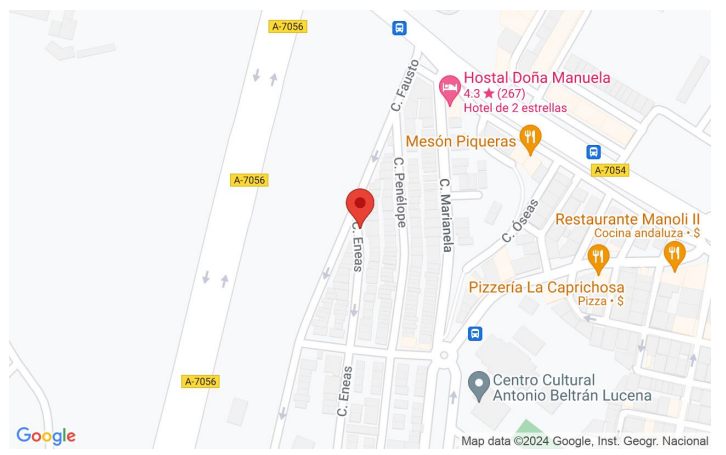 A-7056
C. Fausto
Hostal Doña Manuela
4.3 ★ (267)
Hotel de 2 estrellas
Mesón Piqueras
A-7054
A-7056
C. Penélope
C. Marianela
C. Óseas
Restaurante Manoli II
Cocina andaluza • $
C. Eneas
Pizzería La Caprichosa
Pizza • $
A-7056
C. Eneas
Centro Cultural
Antonio Beltrán Lucena
Google
Map data ©2024 Google, Inst. Geogr. Nacional